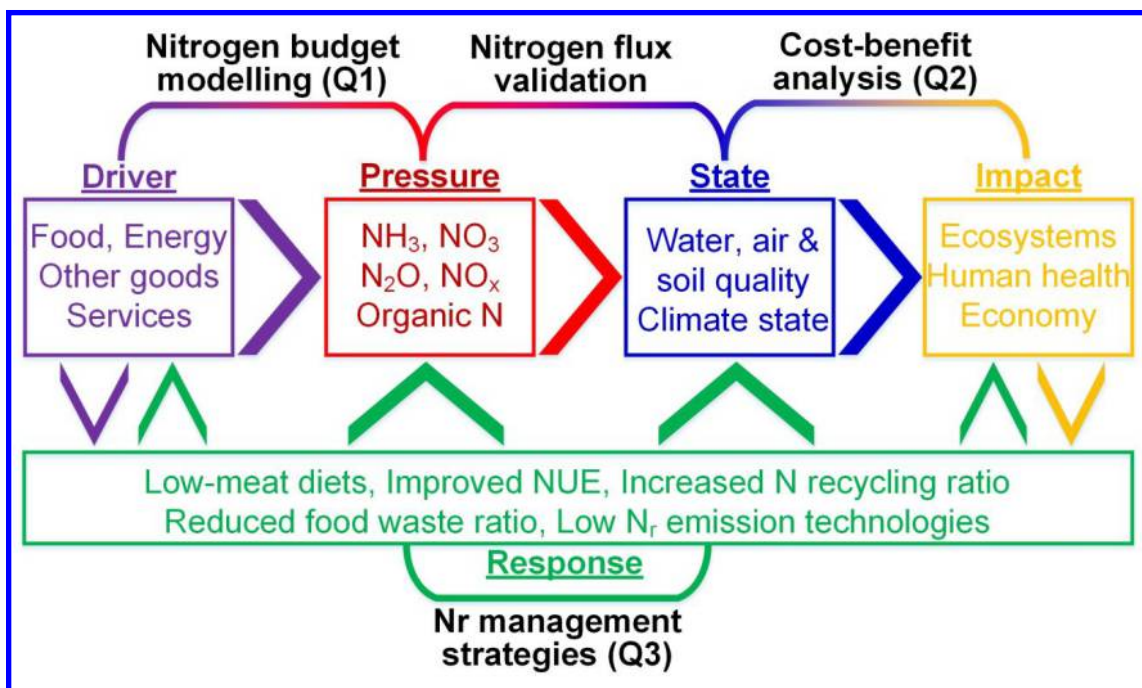 Nitrogen budget
modelling (Q1)
Nitrogen flux
validation
Cost-benefit
analysis (Q2)
Driver
Pressure
State
Impact
Food, Energy
Other goods
Services
NH₃, NO₃
N₂O, NOₓ
Organic N
Water, air &
soil quality
Climate state
Ecosystems
Human health
Economy
Low-meat diets, Improved NUE, Increased N recycling ratio
Reduced food waste ratio, Low Nᵣ emission technologies
Response
Nr management
strategies (Q3)